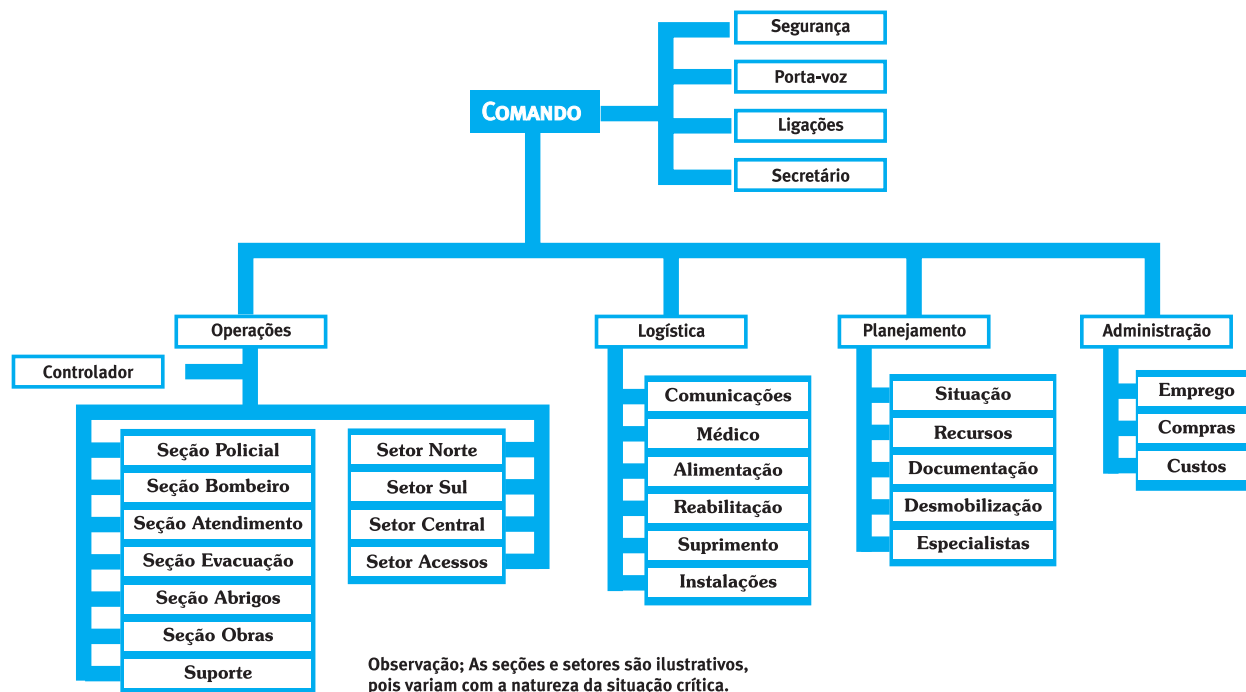 Segurança
Porta-voz
COMANDO
Ligações
Secretário
Operações
Logística
Planejamento
Administração
Controlador
Seção Policial
Seção Bombeiro
Seção Atendimento
Seção Evacuação
Seção Abrigos
Seção Obras
Suporte
Setor Norte
Setor Sul
Setor Central
Setor Acessos
Comunicações
Médico
Alimentação
Reabilitação
Suprimento
Instalações
Situação
Recursos
Documentação
Desmobilização
Especialistas
Emprego
Compras
Custos
Observação; As seções e setores são ilustrativos,
pois variam com a natureza da situação crítica.